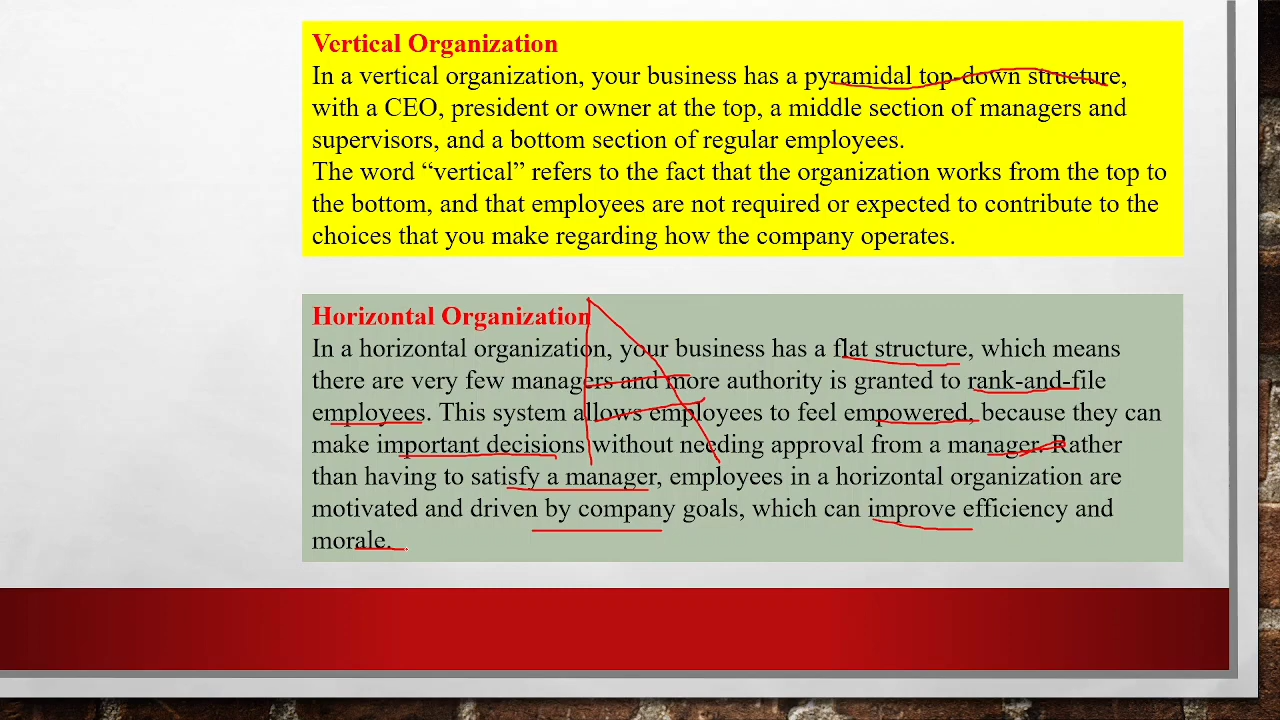 Vertical Organization
In a vertical organization, your business has a pyramidal top-down structure,
with a CEO, president or owner at the top, a middle section of managers and
supervisors, and a bottom section of regular employees.
The word “vertical” refers to the fact that the organization works from the top to
the bottom, and that employees are not required or expected to contribute to the
choices that you make regarding how the company operates.
Horizontal Organization
In a horizontal organization, your business has a flat structure, which means
there are very few managers and more authority is granted to rank-and-file
employees. This system allows employees to feel empowered, because they can
make important decisions without needing approval from a manager. Rather
than having to satisfy a manager, employees in a horizontal organization are
motivated and driven by company goals, which can improve efficiency and
morale.